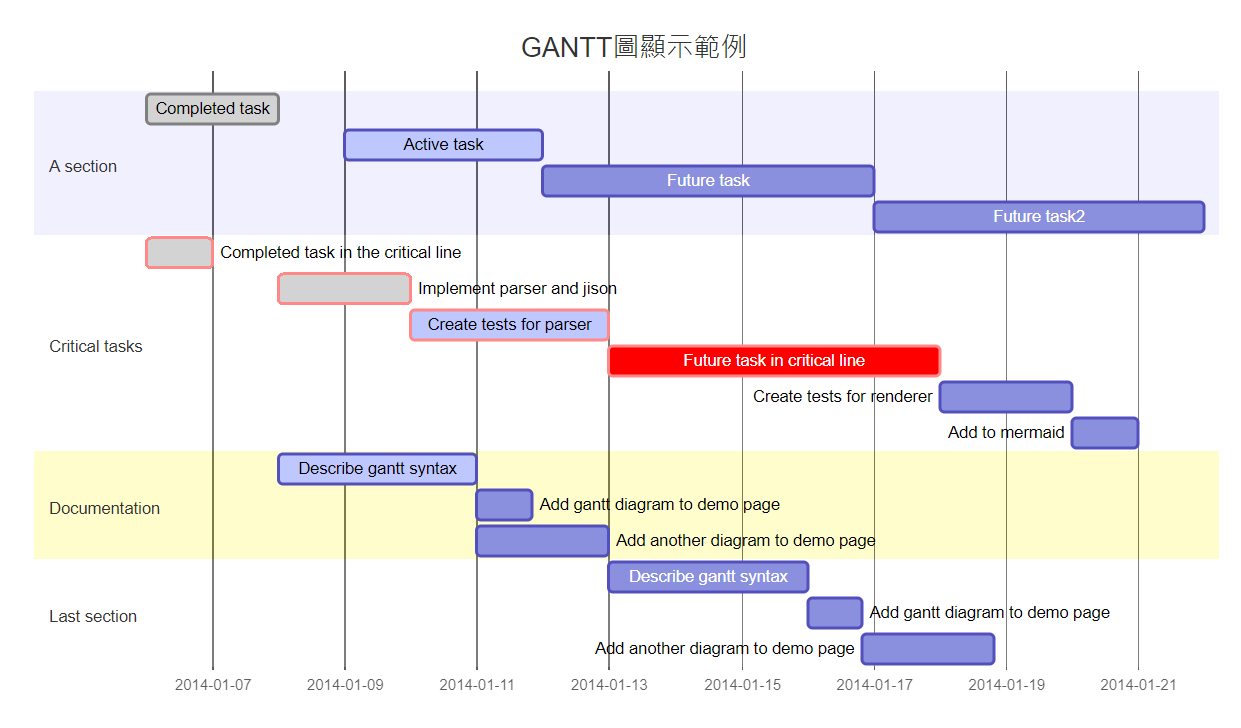 GANTT圖顯示範例
Completed task
Active task
A section
Future task
Future task2
Completed task in the critical line
Implement parser and jison
Create tests for parser
Critical tasks
Future task in critical line
Create tests for renderer
Add to mermaid
Describe gantt syntax
Documentation
Add gantt diagram to demo page
Add another diagram to demo page
Describe gantt syntax
Last section
Add gantt diagram to demo page
Add another diagram to demo page
2014-01-07 2014-01-09 2014-01-11 2014-01-13 2014-01-15 2014-01-17 2014-01-19 2014-01-21